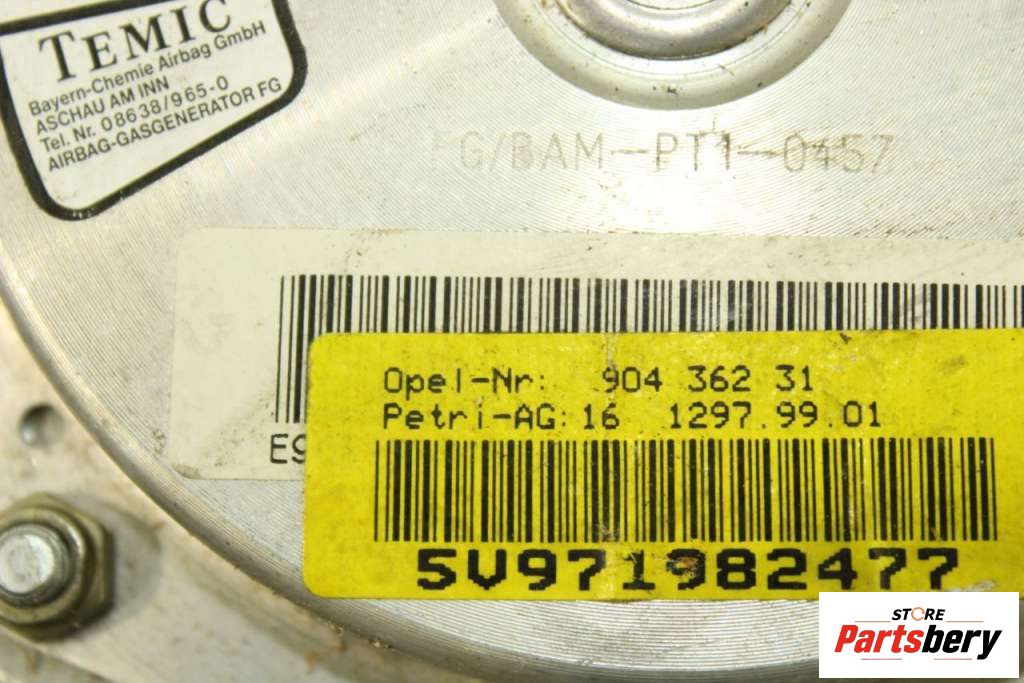 TEMIC
Bayern-Chemie Airbag GmbH
ASCHAU AM INN
Tel. Nr. 08638/965-0
AIRBAG-GASGENERATOR FG
FG/BAM-PT1-0457
E9
Opel-Nr: 904 362 31
Petri-AG: 16 1297.99.01
5V971982477
STORE
Partsbery